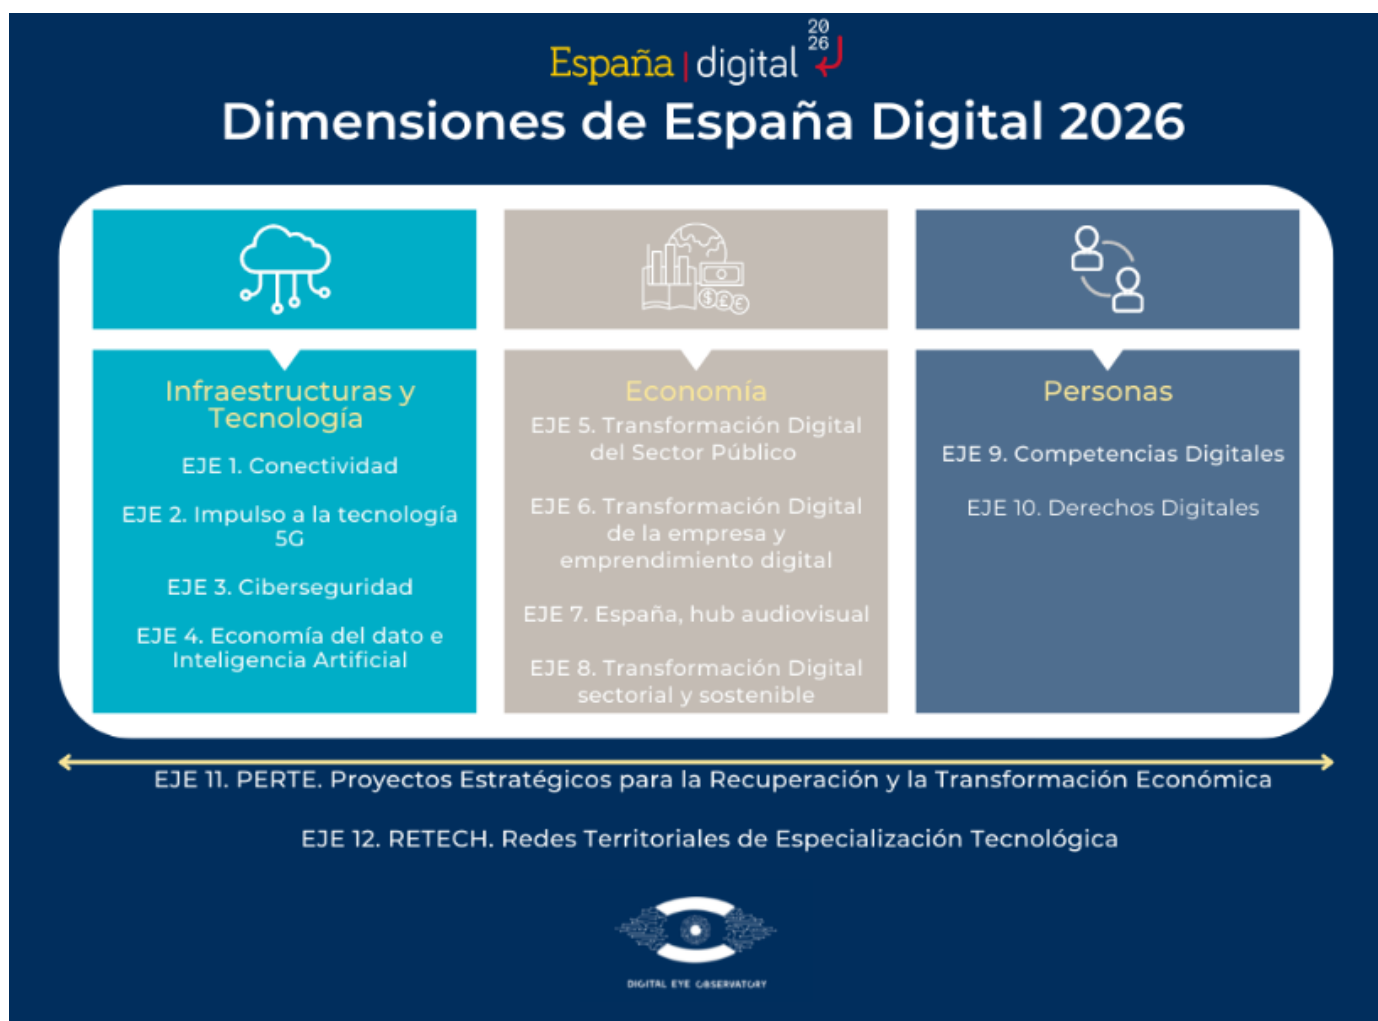 España | digital 20
26
Dimensiones de España Digital 2026
Infraestructuras y
Tecnología
EJE 1. Conectividad
EJE 2. Impulso a la tecnología
5G
EJE 3. Ciberseguridad
EJE 4. Economía del dato e
Inteligencia Artificial
Economía
EJE 5. Transformación Digital
del Sector Público
EJE 6. Transformación Digital
de la empresa y
emprendimiento digital
EJE 7. España, hub audiovisual
EJE 8. Transformación Digital
sectorial y sostenible
Personas
EJE 9. Competencias Digitales
EJE 10. Derechos Digitales
EJE 11. PERTE. Proyectos Estratégicos para la Recuperación y la Transformación Económica
EJE 12. RETECH. Redes Territoriales de Especialización Tecnológica
DIGITAL EYE OBSERVATORY